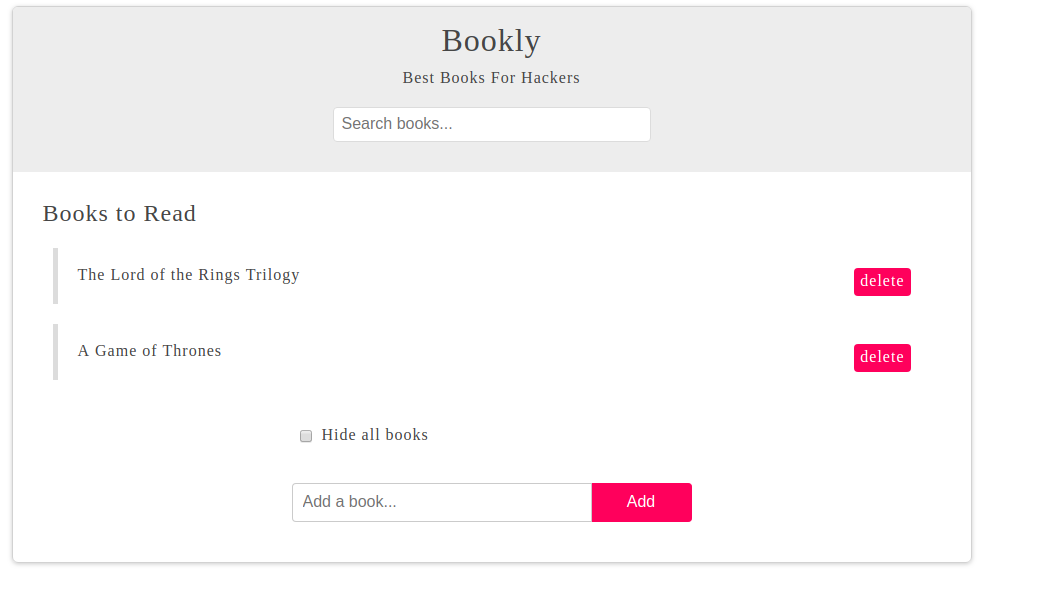 Bookly
Best Books For Hackers
Search books...
Books to Read
The Lord of the Rings Trilogy
delete
A Game of Thrones
delete
Hide all books
Add a book...
Add